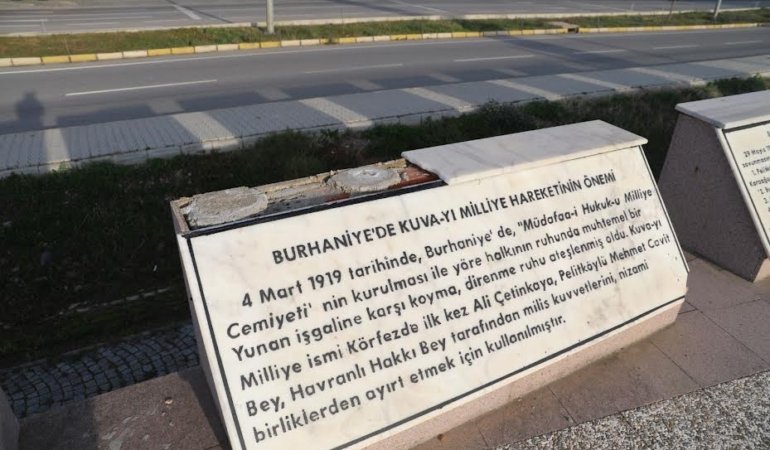 BURHANİYE'DE KUVA-YI MİLLİYE HAREKETİNİN ÖNEMİ
4 Mart 1919 tarihinde, Burhaniye' de, "Müdafaa-i Hukuk-u Milliye
Cemiyeti' nin kurulması ile yöre halkının ruhunda muhtemel bir
Yunan işgaline karşı koyma, direnme ruhu ateşlenmiş oldu. Kuva-yı
Milliye ismi Körfezde ilk kez Ali Çetinkaya, Pelitköylü Mehmet Cavit
Bey, Havranlı Hakkı Bey tarafından milis kuvvetlerini, nizami
birliklerden ayırt etmek için kullanılmıştır.
29 Mayıs